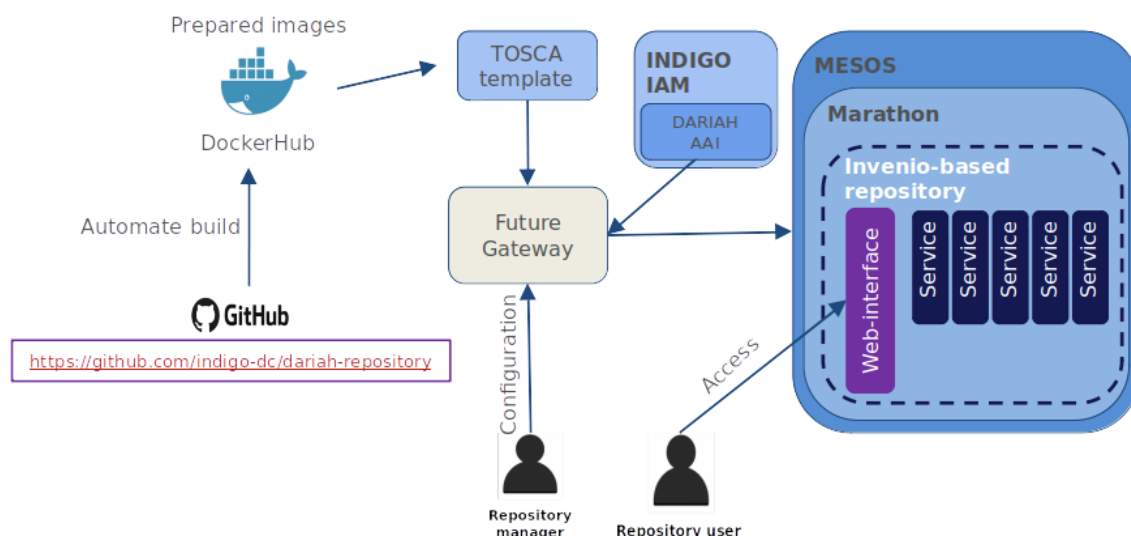 Prepared images
DockerHub
Automate build
GitHub
https://github.com/indigo-dc/dariah-repository
TOSCA
template
Future
Gateway
Configuration
Repository
manager
INDIGO
IAM
DARIAH
AAI
Access
Repository user
MESOS
Marathon
Invenio-based
repository
Web-interface
Service
Service
Service
Service
Service